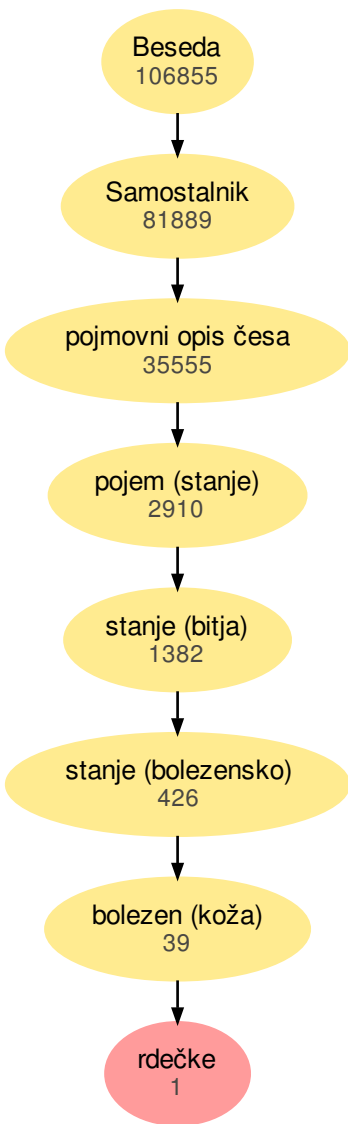 Beseda
106855
Samostalnik
81889
pojmovni opis česa
35555
pojem (stanje)
2910
stanje (bitja)
1382
stanje (bolezensko)
426
bolezen (koža)
39
rdečke
1